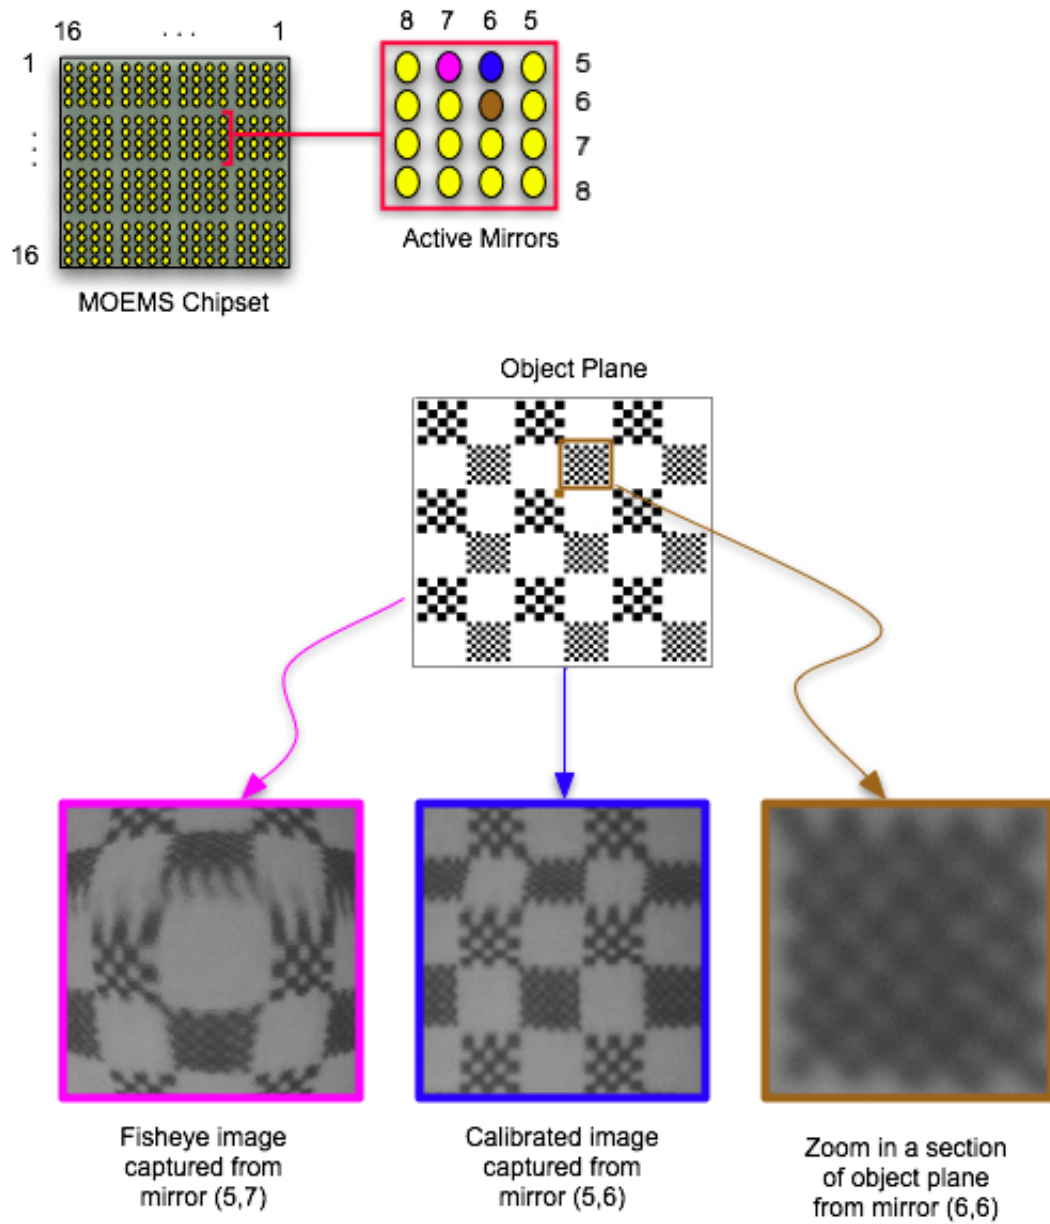 16 . . . 1
8 7 6 5
1
5
6
7
8
.
.
.
16
Active Mirrors
MOEMS Chipset
Object Plane
Fisheye image
captured from
mirror (5,7)
Calibrated image
captured from
mirror (5,6)
Zoom in a section
of object plane
from mirror (6,6)